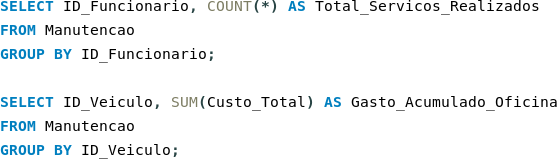 SELECT ID_Funcionario, COUNT(*) AS Total_Servicos_Realizados
FROM Manutencao
GROUP BY ID_Funcionario;
SELECT ID_Veiculo, SUM(Custo_Total) AS Gasto_Acumulado_Oficina
FROM Manutencao
GROUP BY ID_Veiculo;